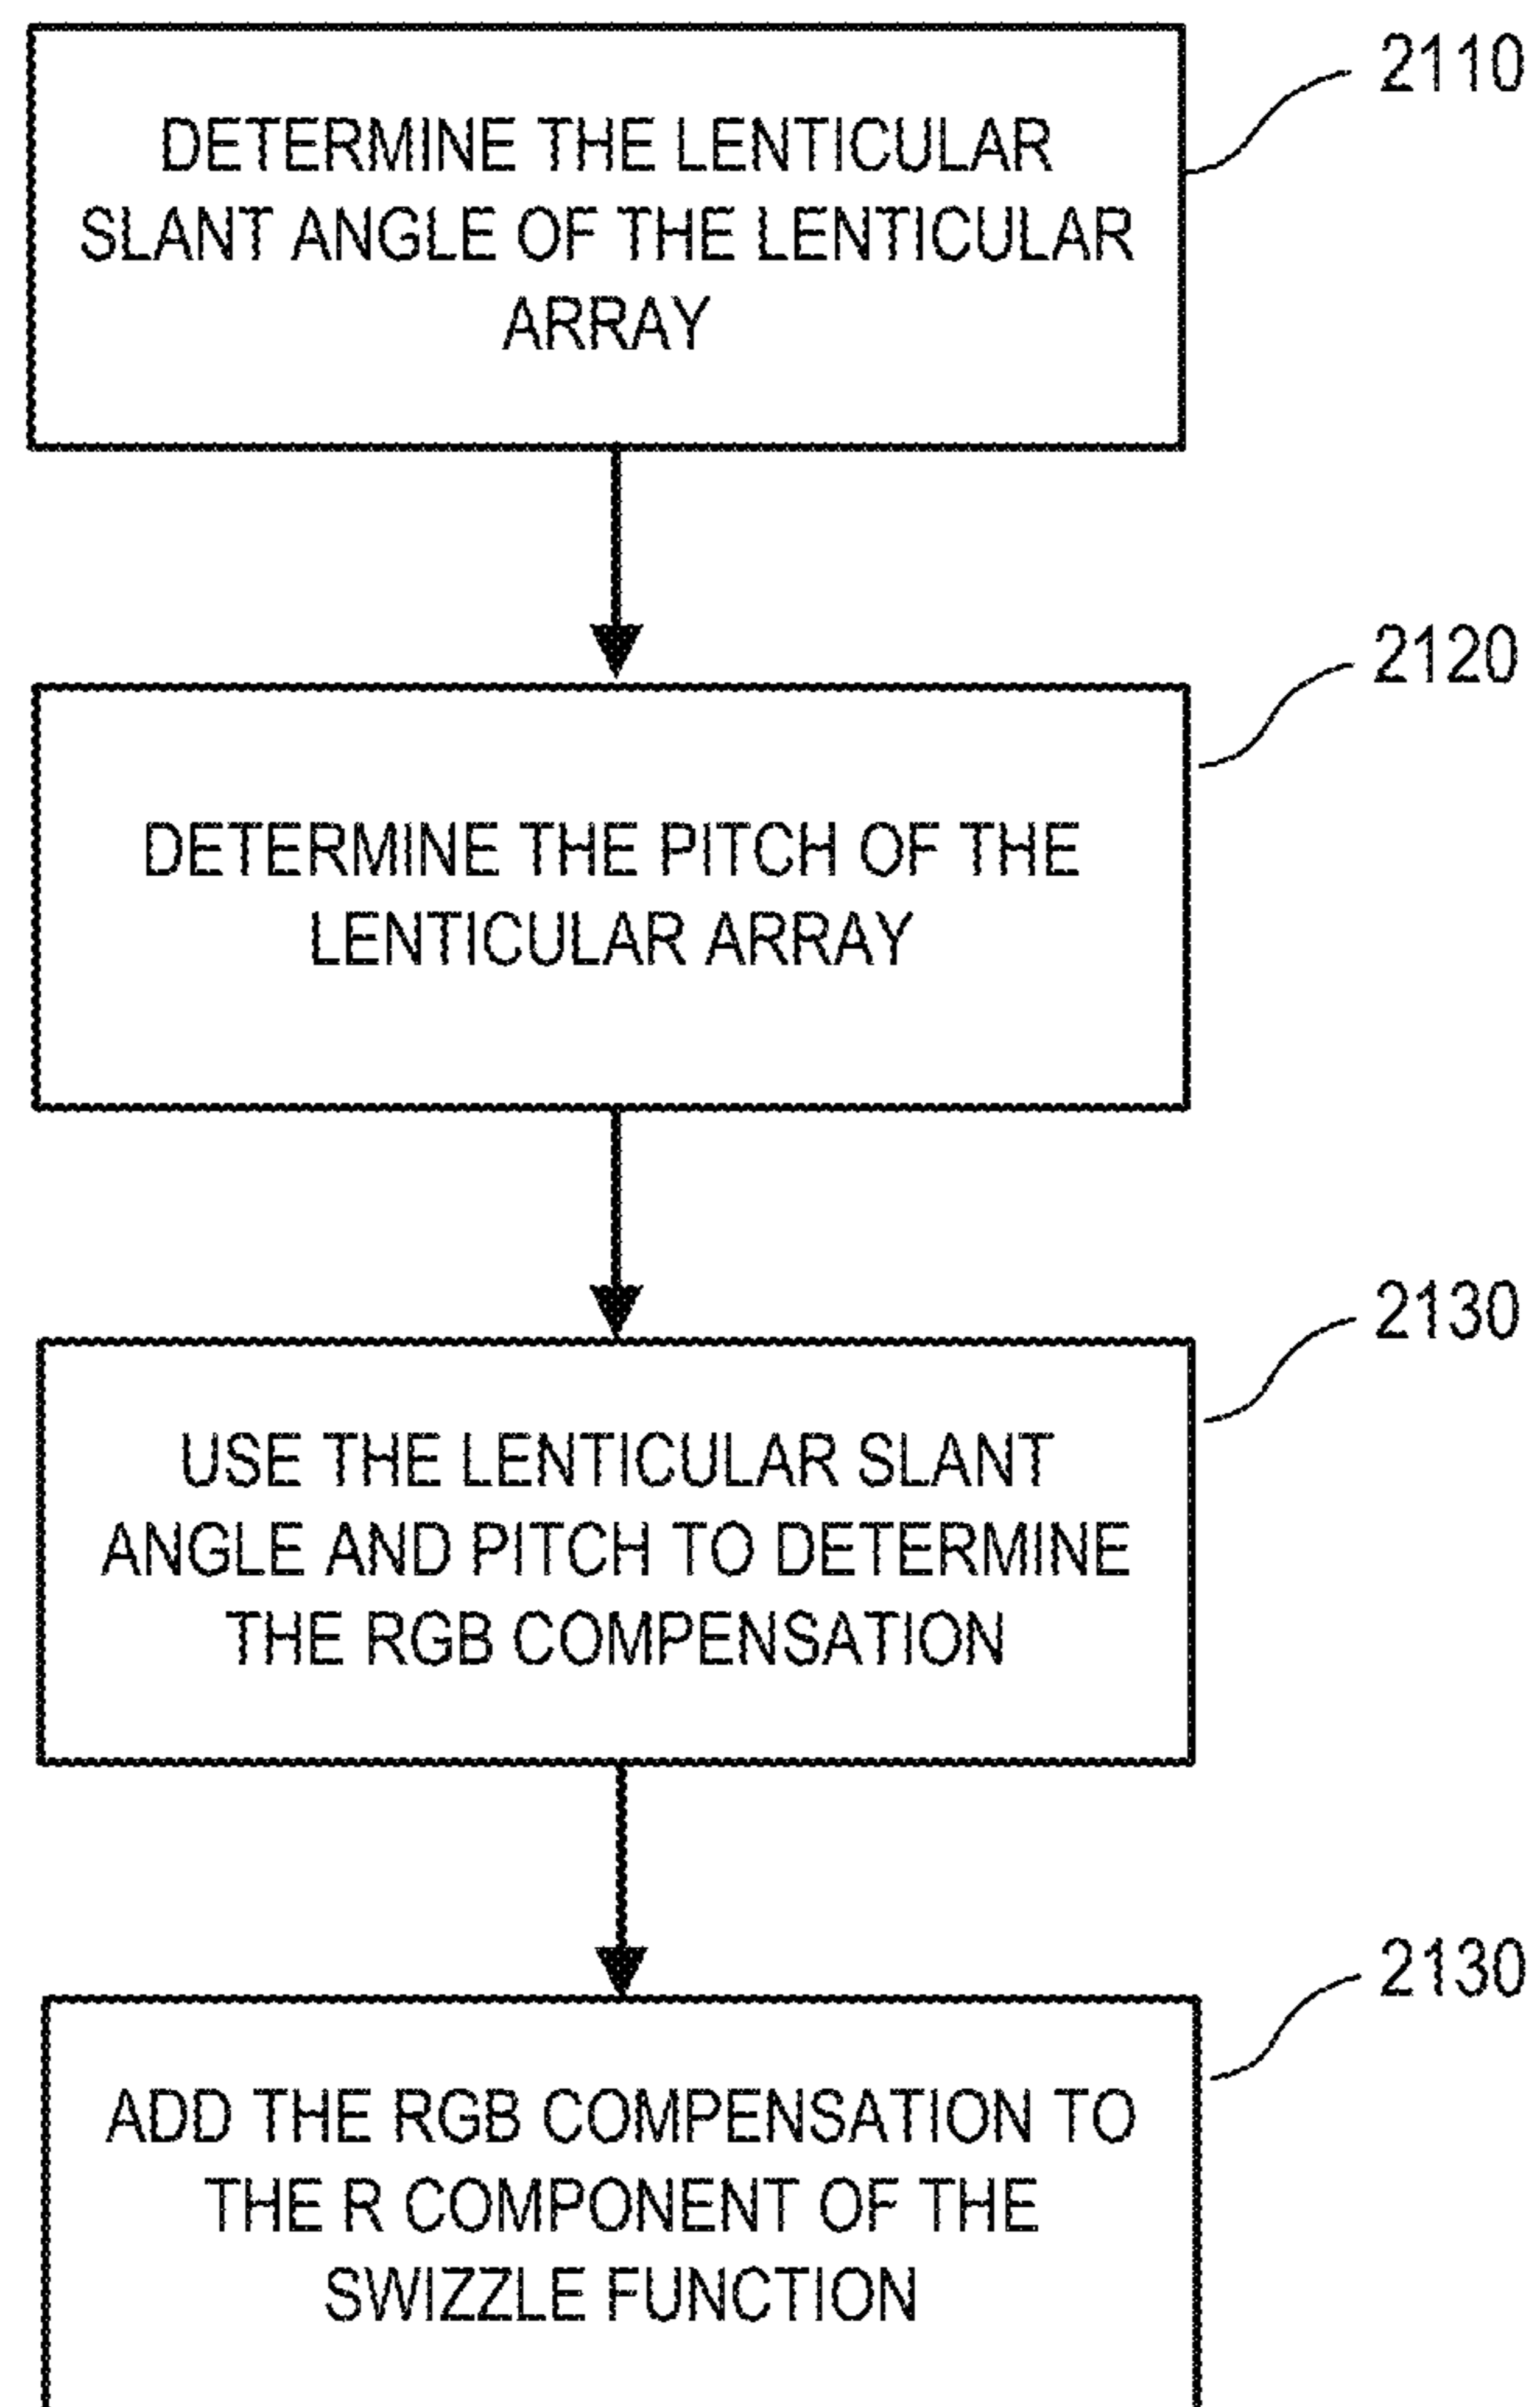 2110
DETERMINE THE LENTICULAR
SLANT ANGLE OF THE LENTICULAR
ARRAY
2120
DETERMINE THE PITCH OF THE
LENTICULAR ARRAY
2130
USE THE LENTICULAR SLANT
ANGLE AND PITCH TO DETERMINE
THE RGB COMPENSATION
2130
ADD THE RGB COMPENSATION TO
THE R COMPONENT OF THE
SWIZZLE FUNCTION